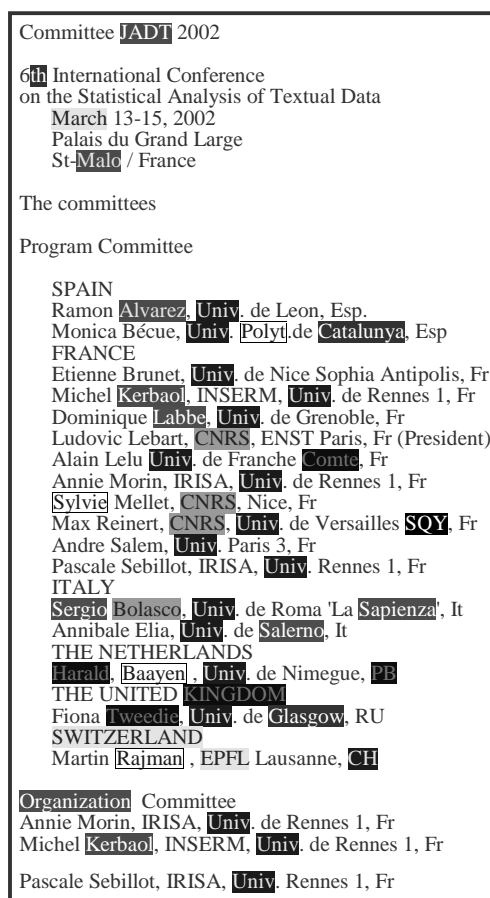 Committee JADT 2002
6th International Conference
on the Statistical Analysis of Textual Data
March 13-15, 2002
Palais du Grand Large
St-Malo / France
The committees
Program Committee
SPAIN
Ramon Alvarez, Univ. de Leon, Esp.
Monica Bécue, Univ. Polyt.de Catalunya, Esp
FRANCE
Etienne Brunet, Univ. de Nice Sophia Antipolis, Fr
Michel Kerbaol, INSERM, Univ. de Rennes 1, Fr
Dominique Labbe, Univ. de Grenoble, Fr
Ludovic Lebart, CNRS, ENST Paris, Fr (President)
Alain Lelu Univ. de Franche Comte, Fr
Annie Morin, IRISA, Univ. de Rennes 1, Fr
Sylvie Mellet, CNRS, Nice, Fr
Max Reinert, CNRS, Univ. de Versailles SQY, Fr
Andre Salem, Univ. Paris 3, Fr
Pascale Sebillot, IRISA, Univ. Rennes 1, Fr
ITALY
Sergio Bolasco, Univ. de Roma 'La Sapienza', It
Annibale Elia, Univ. de Salerno, It
THE NETHERLANDS
Harald, Baayen , Univ. de Nimegue, PB
THE UNITED KINGDOM
Fiona Tweedie, Univ. de Glasgow, RU
SWITZERLAND
Martin Rajman , EPFL Lausanne, CH
Organization Committee
Annie Morin, IRISA, Univ. de Rennes 1, Fr
Michel Kerbaol, INSERM, Univ. de Rennes 1, Fr
Pascale Sebillot, IRISA, Univ. Rennes 1, Fr